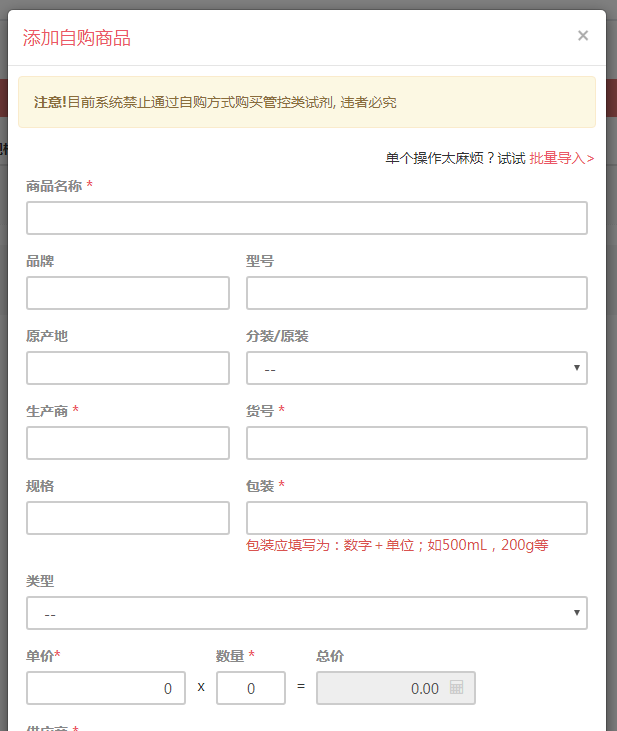 添加自购商品 ×
注意!目前系统禁止通过自购方式购买管控类试剂, 违者必究
单个操作太麻烦？试试 批量导入>
商品名称 *
品牌 型号
原产地 分装/原装
--
生产商 * 货号 *
规格 包装 *
包装应填写为：数字＋单位；如500mL，200g等
类型
--
单价* 数量 * 总价
0 x 0 = 0.00
供应商 *